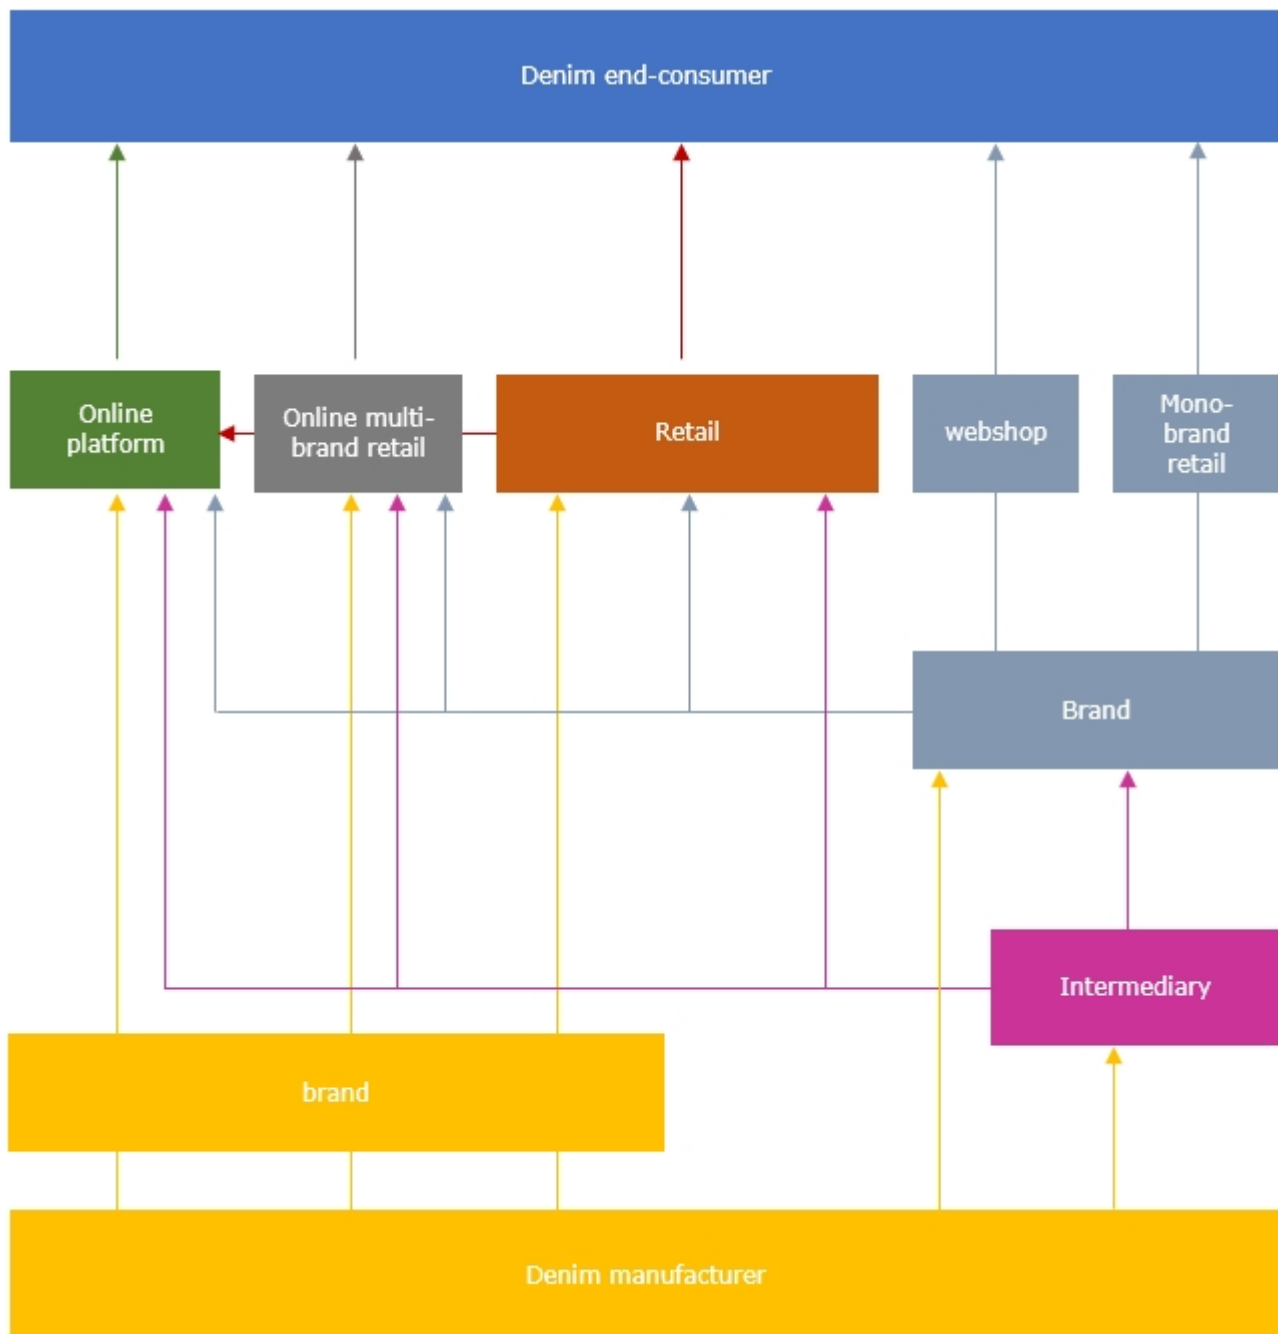 Denim end-consumer
Online
platform
Online multi-
brand retail
Retail
webshop
Mono-
brand
retail
Brand
Intermediary
brand
Denim manufacturer